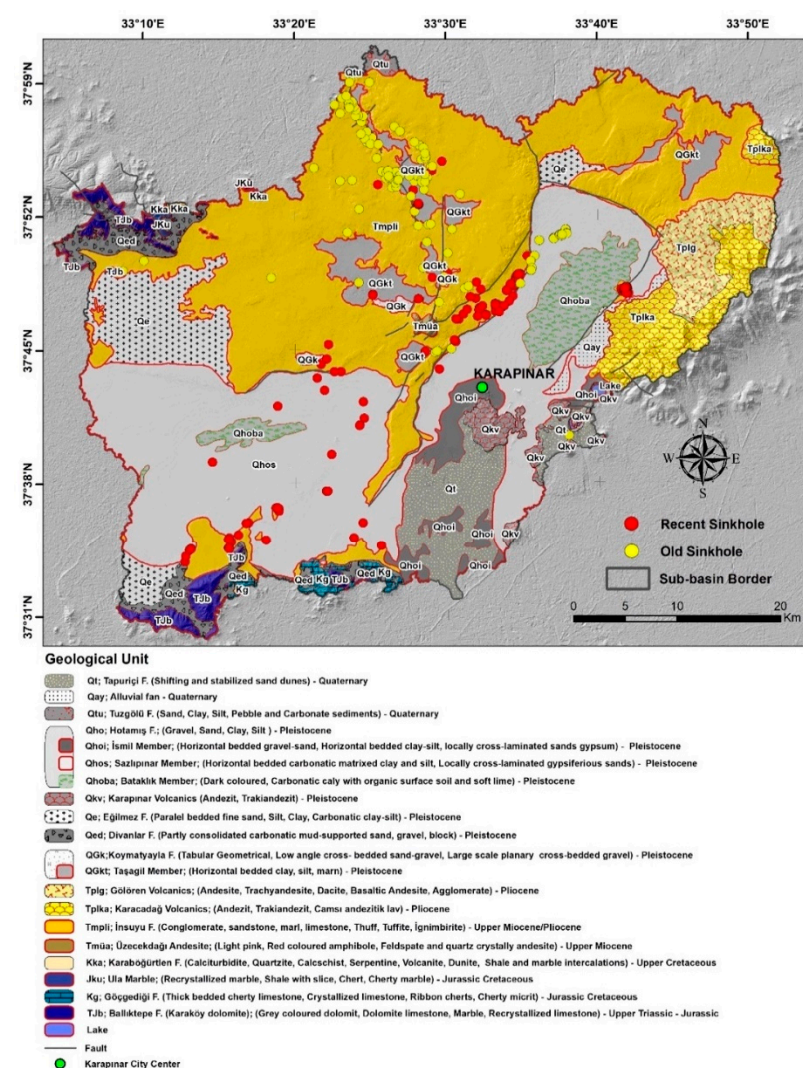 33°10'E 33°20'E 33°30'E 33°40'E 33°50'E
37°59'N
37°52'N
37°45'N
37°38'N
37°31'N
Qtu
Qtu
Tplka
Qe
QGkt
QGkt
JKü
Kka
Kka Kka
TJb
JKü
Qed
QGkt
Tmpli
Tplg
TJb
TJb
QGkt
QGkt
QGk
QGk
Qe
Qhoba
Tmüa
Tplka
Qay
QGk
QGkt
KARAPINAR
Lake
Qhoi
Qhoi
Qkv
Qkv
Qkv
Qkv
Qt
Qkv
Qkv
Qhoba
Qhos
Qt
Qhoi
Qhoi
Qkv
TJb
Qe
Qed
Qed
Kg
TJb
TJb
Qed
Kg
TJb
Qed
Kg
Qhoi
Qhoi
N
W E
S
Recent Sinkhole
Old Sinkhole
Sub-basin Border
0 5 10 20
Km
Geological Unit
Qt; Tapuriçi F. (Shifting and stabilized sand dunes) - Quaternary
Qay; Alluvial fan - Quaternary
Qtu; Tuzgölü F. (Sand, Clay, Silt, Pebble and Carbonate sediments) - Quaternary
Qho; Hotamış F.; (Gravel, Sand, Clay, Silt ) - Pleistocene
Qhoi; İsmil Member; (Horizontal bedded gravel-sand, Horizontal bedded clay-silt, locally cross-laminated sands gypsum) - Pleistocene
Qhos; Sazlıpınar Member; (Horizontal bedded carbonatic matrixed clay and silt, Locally cross-laminated gypsiferious sands) - Pleistocene
Qhoba; Bataklık Member; (Dark coloured, Carbonatic caly with organic surface soil and soft lime) - Pleistocene
Qkv; Karapınar Volcanics (Andezit, Trakiandezit) - Pleistocene
Qe; Eğilmez F. (Paralel bedded fine sand, Silt, Clay, Carbonatic clay-silt) - Pleistocene
Qed; Divanlar F. (Partly consolidated carbonatic mud-supported sand, gravel, block) - Pleistocene
QGk;Koymatyayla F. (Tabular Geometrical, Low angle cross- bedded sand-gravel, Large scale planary cross-bedded gravel) - Pleistocene
QGkt; Taşagil Member; (Horizontal bedded clay, silt, marn) - Pleistocene
Tplg; Gölören Volcanics; (Andesite, Trachyandesite, Dacite, Basaltic Andesite, Agglomerate) - Pliocene
Tplka; Karacadağ Volcanics; (Andezit, Trakiandezit, Camsı andezitik lav) - Pliocene
Tmpli; İnsuyu F. (Conglomerate, sandstone, marl, limestone, Thuff, Tuffite, İgnimbirite) - Upper Miocene/Pliocene
Tmüa; Üzecekdağı Andesite; (Light pink, Red coloured amphibole, Feldspate and quartz crystally andesite) - Upper Miocene
Kka; Karaböğürtlen F. (Calciturbidite, Quartzite, Calcschist, Serpentine, Volcanite, Dunite, Shale and marble intercalations) - Upper Cretaceous
Jku; Ula Marble; (Recrystallized marble, Shale with slice, Chert, Cherty marble) - Jurassic Cretaceous
Kg; Göçgediği F. (Thick bedded cherty limestone, Crystallized limestone, Ribbon cherts, Cherty micrit) - Jurassic Cretaceous
TJb; Ballıktepe F. (Karaköy dolomite); (Grey coloured dolomit, Dolomite limestone, Marble, Recrystallized limestone) - Upper Triassic - Jurassic
Lake
Fault
Karapınar City Center